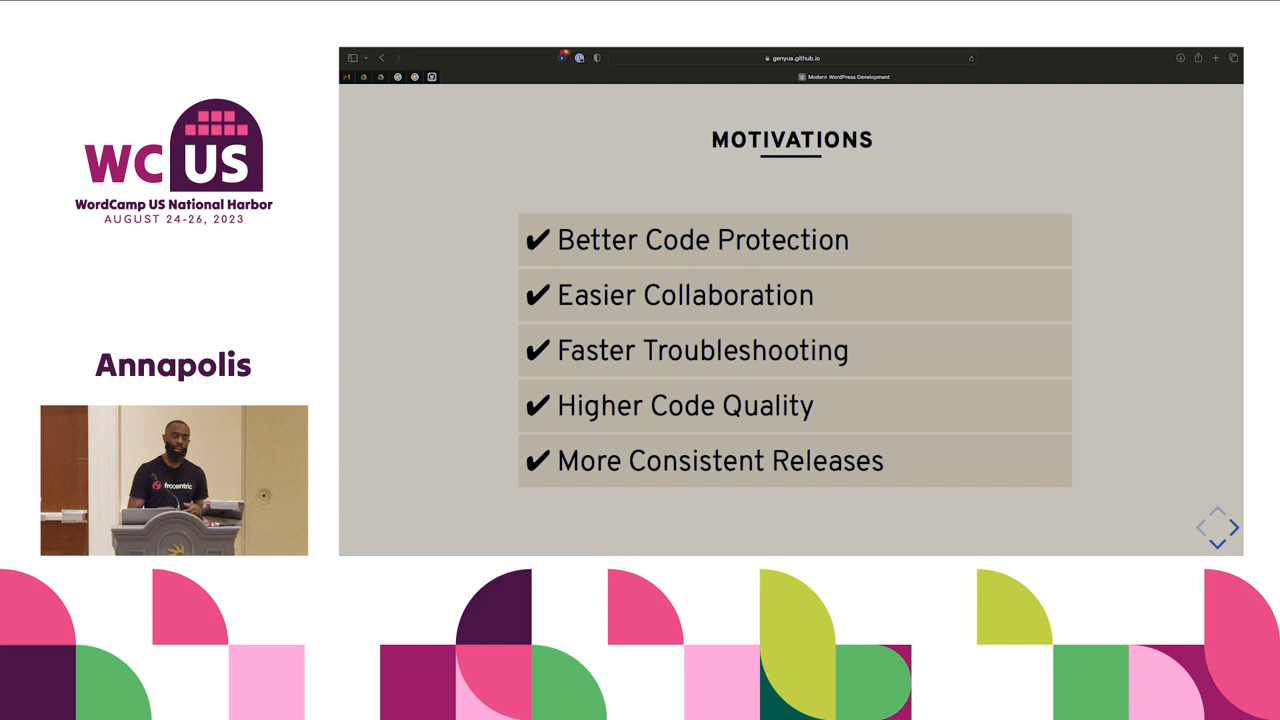 WC US
WordCamp US National Harbor
AUGUST 24-26, 2023
Annapolis
frocentric
genyus.github.io
Modern WordPress Development
MOTIVATIONS
✔ Better Code Protection
✔ Easier Collaboration
✔ Faster Troubleshooting
✔ Higher Code Quality
✔ More Consistent Releases